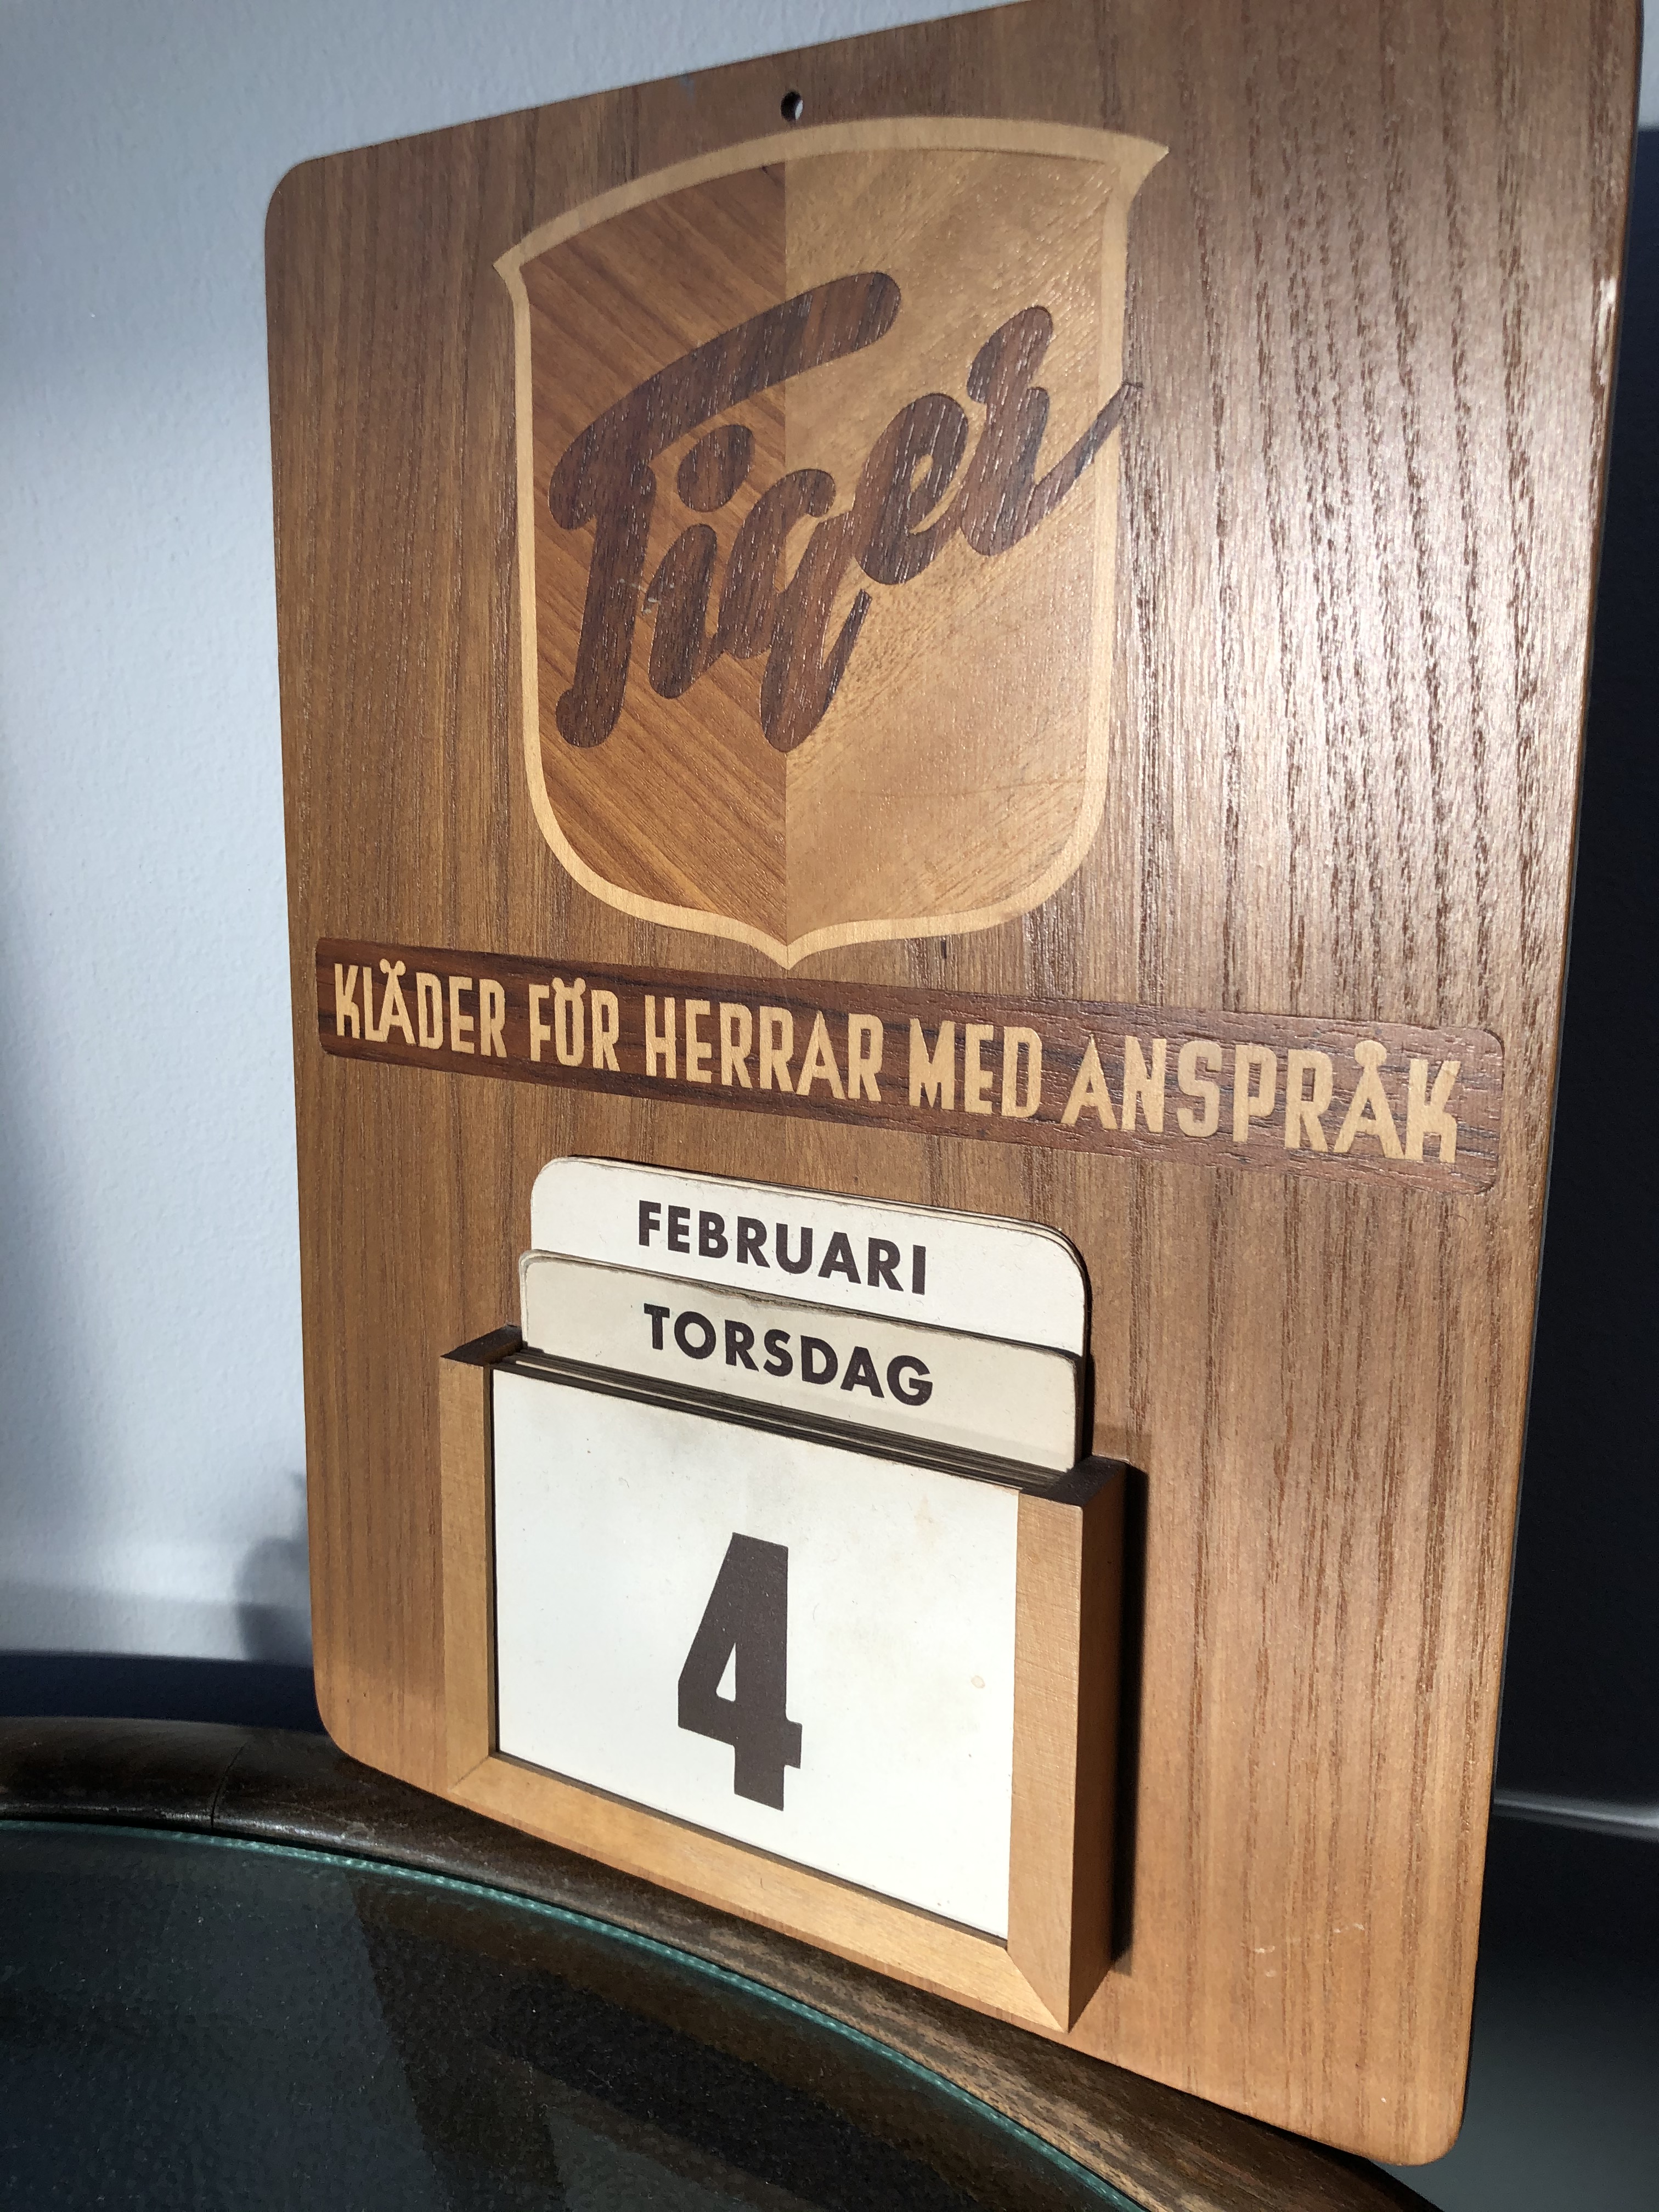 Tiger
KLÄDER FÖR HERRAR MED ANSPRÅK
FEBRUARI
TORSDAG
4